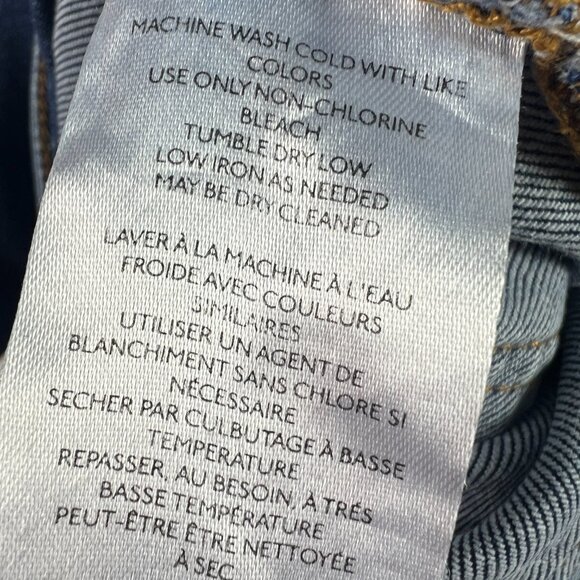 MACHINE WASH COLD WITH LIKE
COLORS
USE ONLY NON-CHLORINE
BLEACH
TUMBLE DRY LOW
LOW IRON AS NEEDED
MAY BE DRY CLEANED
LAVER À LA MACHINE À L'EAU
FROIDE AVEC COULEURS
SIMILAIRES
UTILISER UN AGENT DE
BLANCHIMENT SANS CHLORE SI
NÉCESSAIRE
SECHER PAR CULBUTAGE À BASSE
TEMPERATURE
REPASSER, AU BESOIN, À TRÉS
BASSE TEMPÉRATURE
PEUT-ÊTRE ÊTRE NETTOYÉE
À SEC